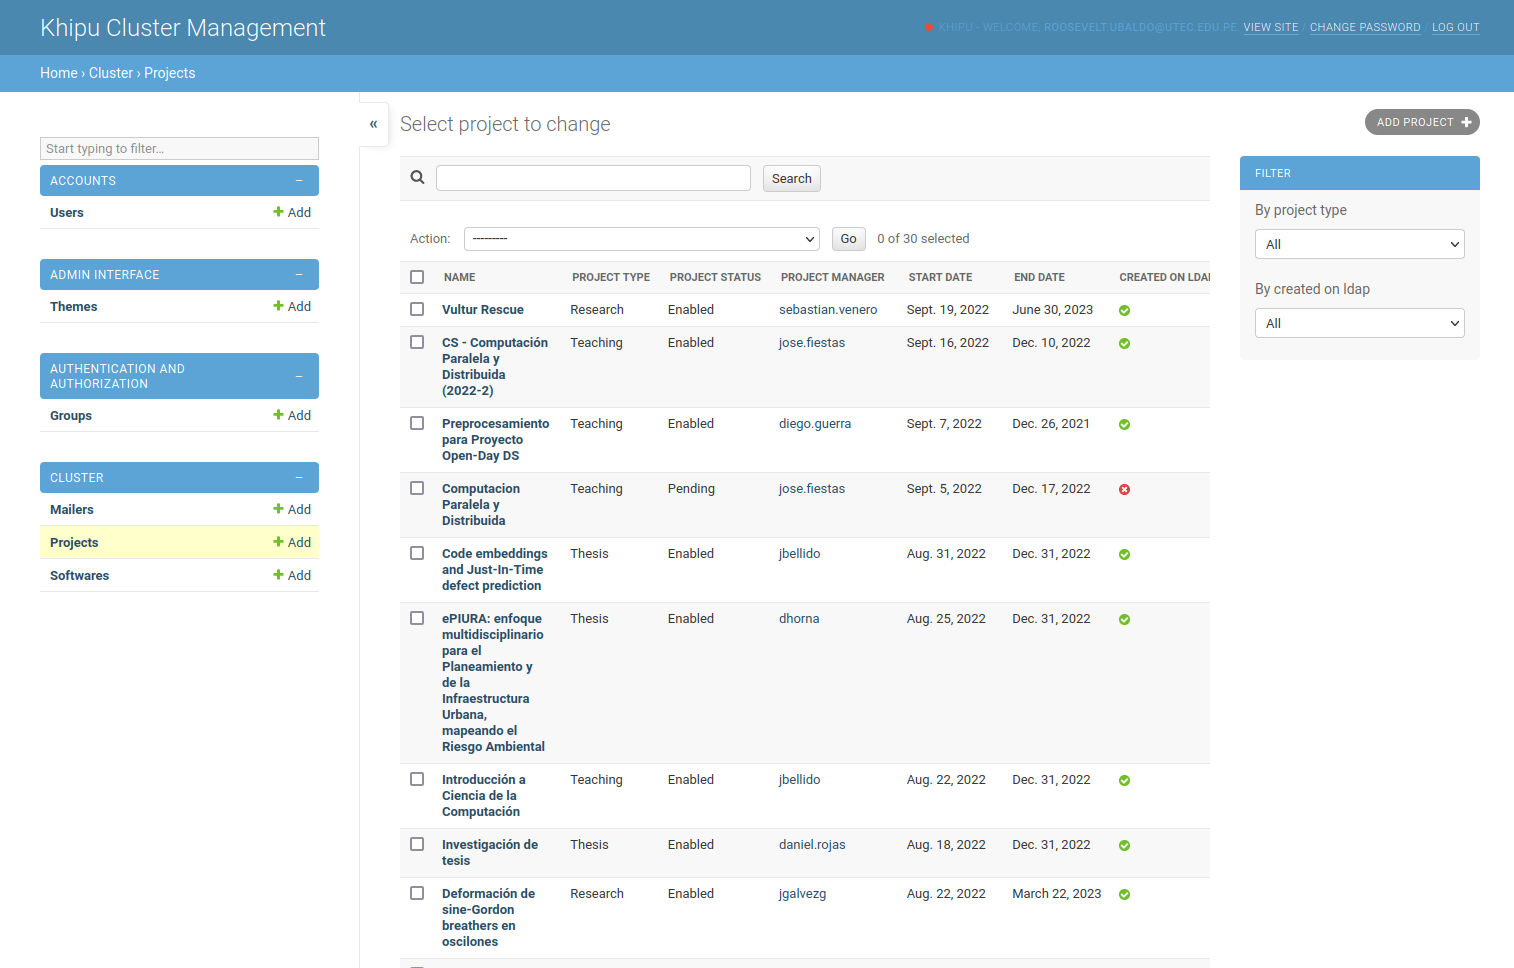 Khipu Cluster Management
KHIPU - WELCOME, ROOSEVELT.UBALDO@UTEC.EDU.PE. VIEW SITE / CHANGE PASSWORD / LOG OUT
Home › Cluster › Projects
Start typing to filter...
ACCOUNTS –
Users + Add
ADMIN INTERFACE –
Themes + Add
AUTHENTICATION AND
AUTHORIZATION –
Groups + Add
CLUSTER –
Mailers + Add
Projects + Add
Softwares + Add
«
Select project to change
ADD PROJECT +
Search
Action: --------- Go 0 of 30 selected
NAME PROJECT TYPE PROJECT STATUS PROJECT MANAGER START DATE END DATE CREATED ON LDA
Vultur Rescue Research Enabled sebastian.venero Sept. 19, 2022 June 30, 2023
CS - Computación Teaching Enabled jose.fiestas Sept. 16, 2022 Dec. 10, 2022
Paralela y
Distribuida
(2022-2)
Preprocesamiento Teaching Enabled diego.guerra Sept. 7, 2022 Dec. 26, 2021
para Proyecto
Open-Day DS
Computacion Teaching Pending jose.fiestas Sept. 5, 2022 Dec. 17, 2022
Paralela y
Distribuida
Code embeddings Thesis Enabled jbellido Aug. 31, 2022 Dec. 31, 2022
and Just-In-Time
defect prediction
ePIURA: enfoque Thesis Enabled dhorna Aug. 25, 2022 Dec. 31, 2022
multidisciplinario
para el
Planeamiento y
de la
Infraestructura
Urbana,
mapeando el
Riesgo Ambiental
Introducción a Teaching Enabled jbellido Aug. 22, 2022 Dec. 31, 2022
Ciencia de la
Computación
Investigación de Thesis Enabled daniel.rojas Aug. 18, 2022 Dec. 31, 2022
tesis
Deformación de Research Enabled jgalvezg Aug. 22, 2022 March 22, 2023
sine-Gordon
breathers en
oscilones
FILTER
By project type
All
By created on ldap
All